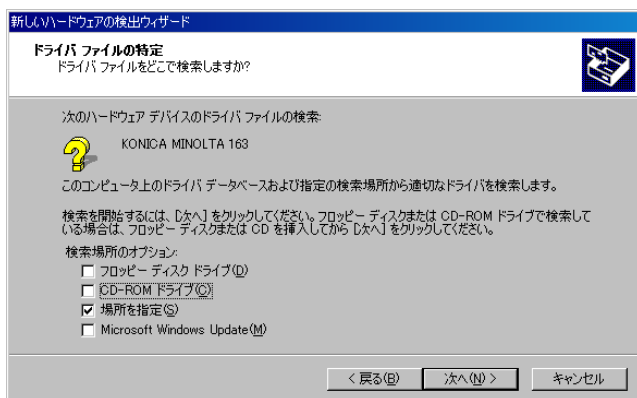 新しいハードウェアの検出ウィザード
ドライバ ファイルの特定
ドライバ ファイルをどこで検索しますか?
次のハードウェア デバイスのドライバ ファイルの検索:
KONICA MINOLTA 163
このコンピュータ上のドライバ データベースおよび指定の検索場所から適切なドライバを検索します。
検索を開始するには、[次へ] をクリックしてください。フロッピー ディスクまたは CD-ROM ドライブで検索して
いる場合は、フロッピー ディスクまたは CD を挿入してから [次へ] をクリックしてください。
検索場所のオプション:
フロッピー ディスク ドライブ(D)
CD-ROM ドライブ(C)
場所を指定(S)
Microsoft Windows Update(M)
< 戻る(B) 次へ(N) > キャンセル